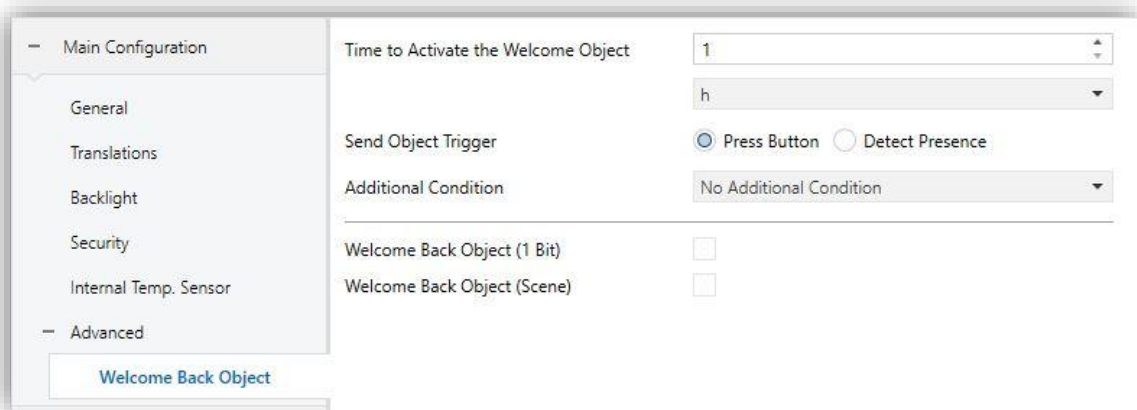 Main Configuration
General
Translations
Backlight
Security
Internal Temp. Sensor
Advanced
Welcome Back Object
Time to Activate the Welcome Object
1
h
Send Object Trigger
Press Button
Detect Presence
Additional Condition
No Additional Condition
Welcome Back Object (1 Bit)
Welcome Back Object (Scene)